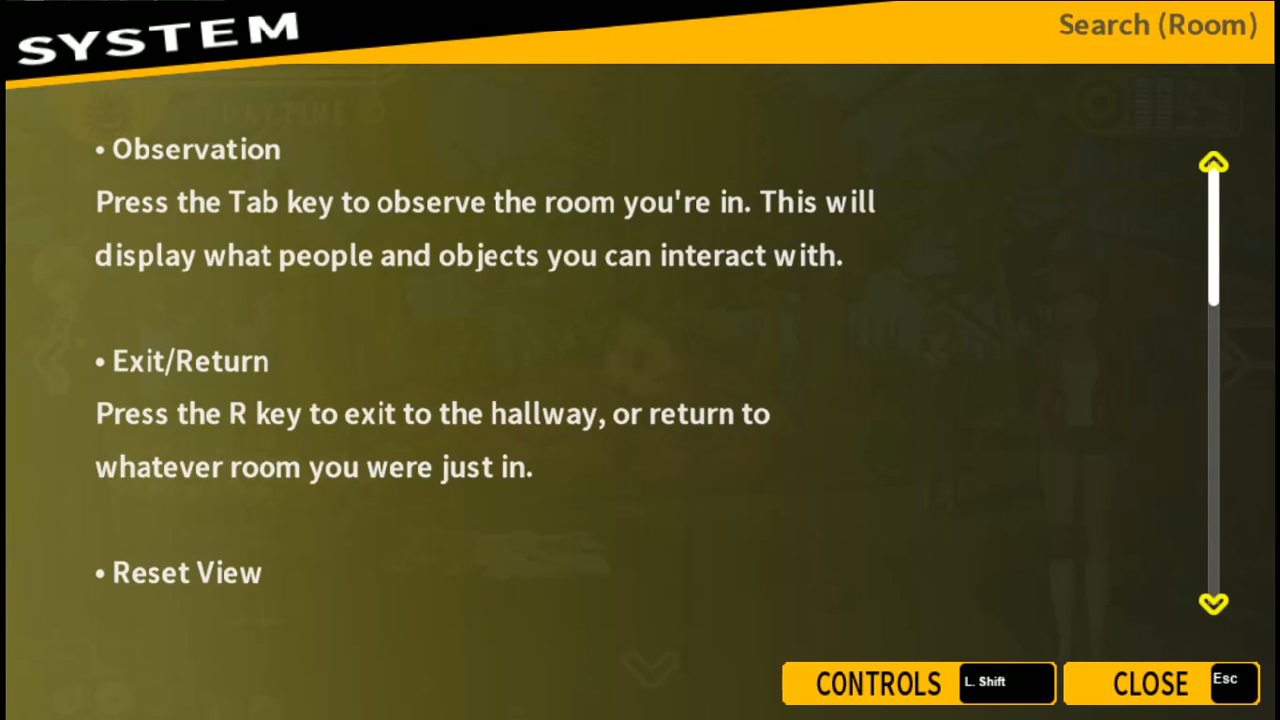 SYSTEM
Search (Room)
DAYTIME
• Observation
Press the Tab key to observe the room you're in. This will
display what people and objects you can interact with.
• Exit/Return
Press the R key to exit to the hallway, or return to
whatever room you were just in.
• Reset View
CONTROLS L. Shift CLOSE Esc